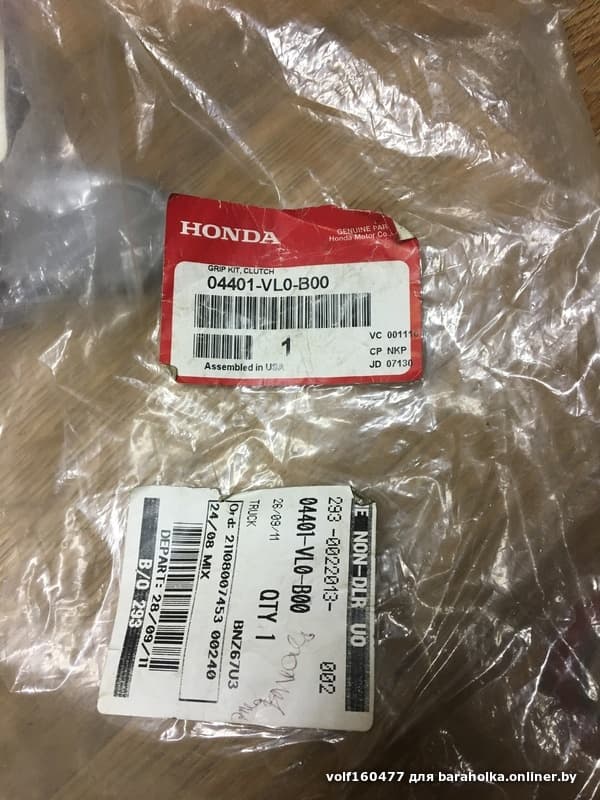 HONDA
GENUINE PAR
Honda Motor Co.,
GRIP KIT, CLUTCH
04401-VL0-B00
1
Assembled in USA
VC 00111
CP NKP
JD 07130
E NON-DLR UO
293 -0022013- 002
04401-VL0-B00 QTY 1
26/09/11
TRUCK
BNZ67U3
Ord: 21108007453 00240
24/08 MIX
DEPART: 28/09/11
B/O 293
volf160477 для baraholka.onliner.by